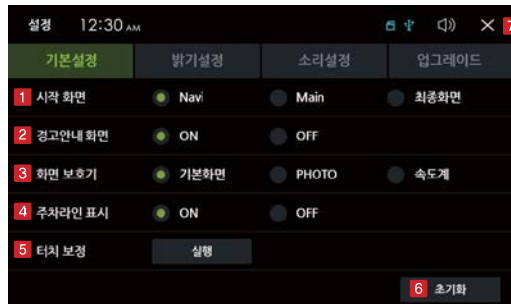 설정 12:30 AM 7
기본설정 밝기설정 소리설정 업그레이드
1 시작 화면 Navi Main 최종화면
2 경고안내 화면 ON OFF
3 화면 보호기 기본화면 PHOTO 속도계
4 주차라인 표시 ON OFF
5 터치 보정 실행
6 초기화